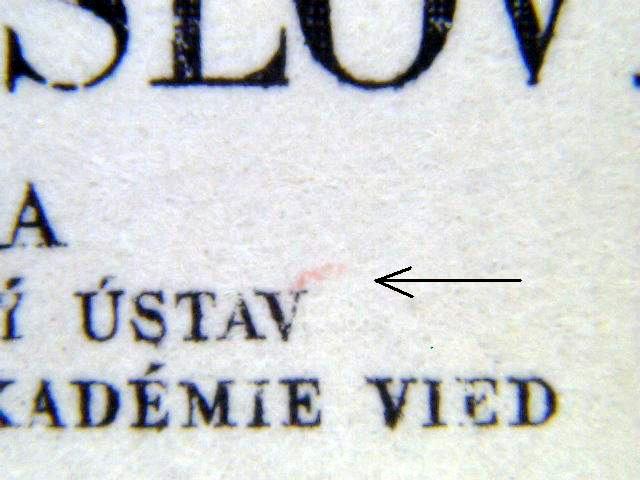 SLOV
A
Ý ÚSTAV
KADÉMIE VIED